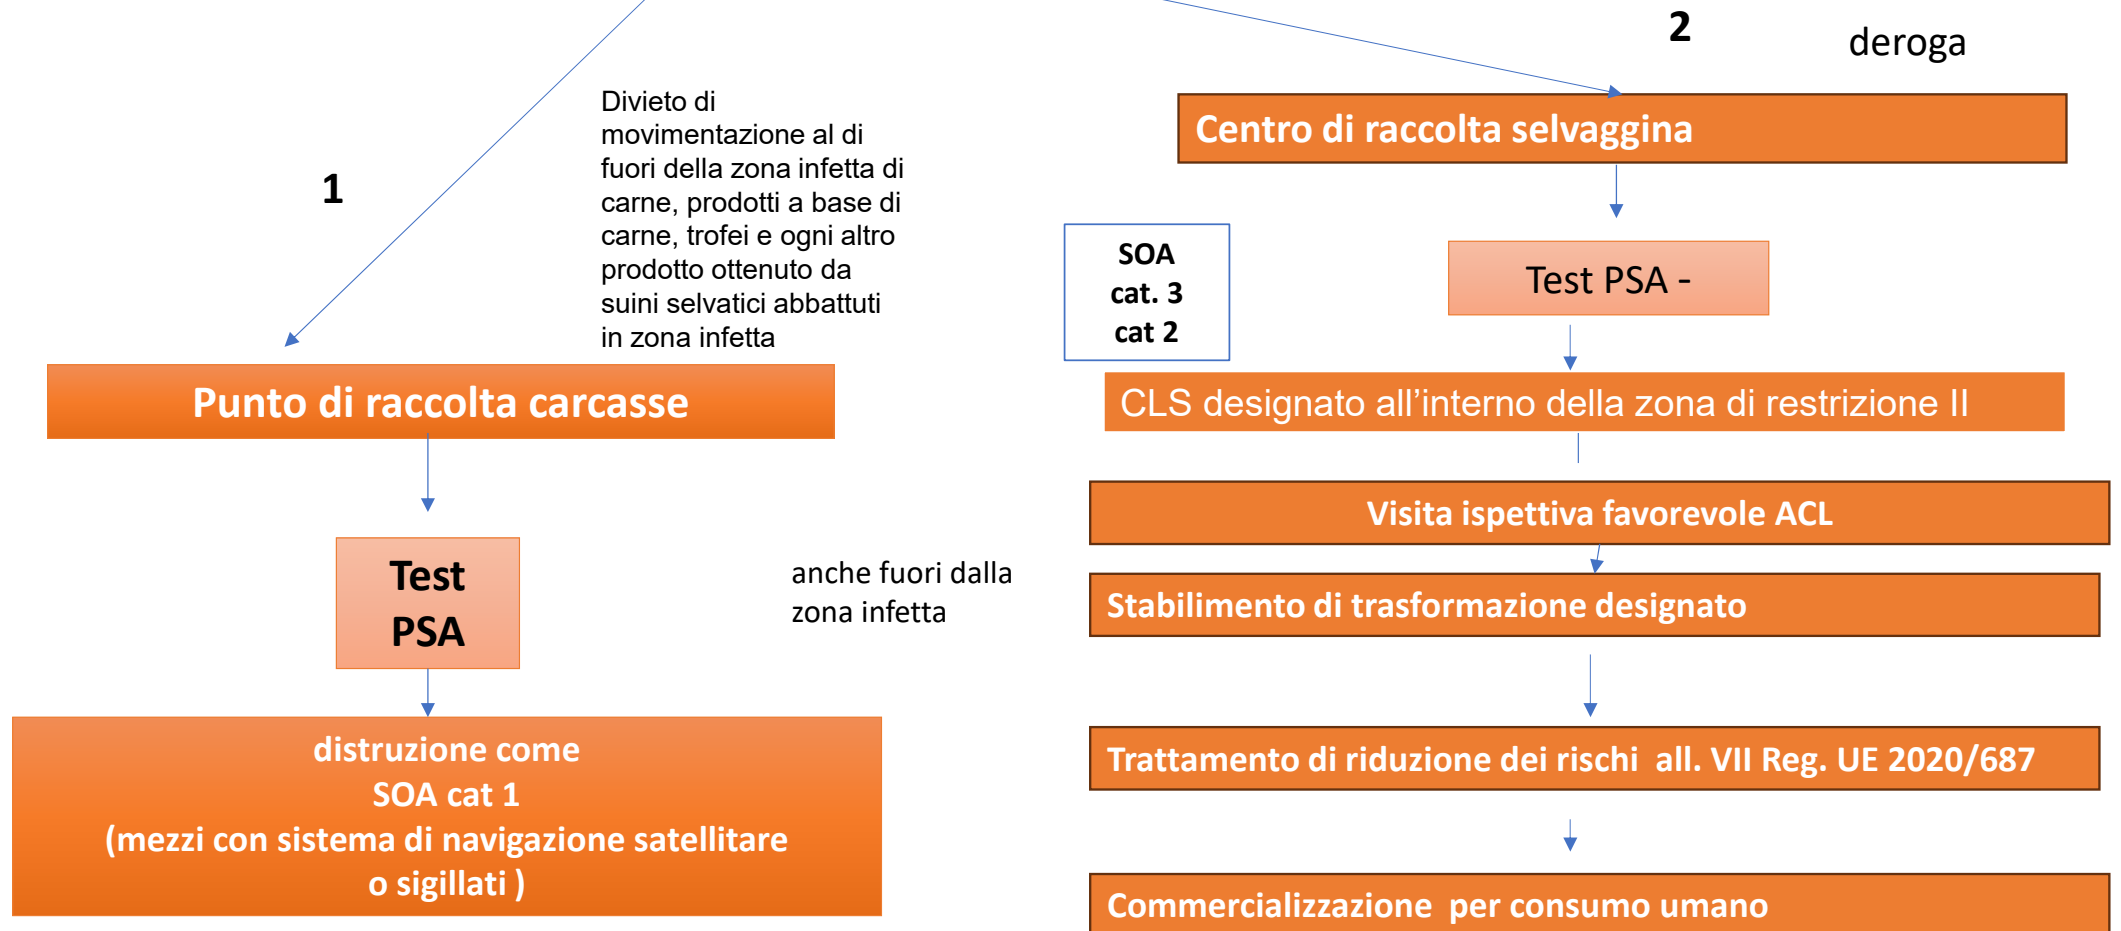 1
Divieto di
movimentazione al di
fuori della zona infetta di
carne, prodotti a base di
carne, trofei e ogni altro
prodotto ottenuto da
suini selvatici abbattuti
in zona infetta
Punto di raccolta carcasse
Test
PSA
distruzione come
SOA cat 1
(mezzi con sistema di navigazione satellitare
o sigillati )
2
deroga
Centro di raccolta selvaggina
SOA
cat. 3
cat 2
Test PSA -
CLS designato all’interno della zona di restrizione II
Visita ispettiva favorevole ACL
anche fuori dalla
zona infetta
Stabilimento di trasformazione designato
Trattamento di riduzione dei rischi all. VII Reg. UE 2020/687
Commercializzazione per consumo umano